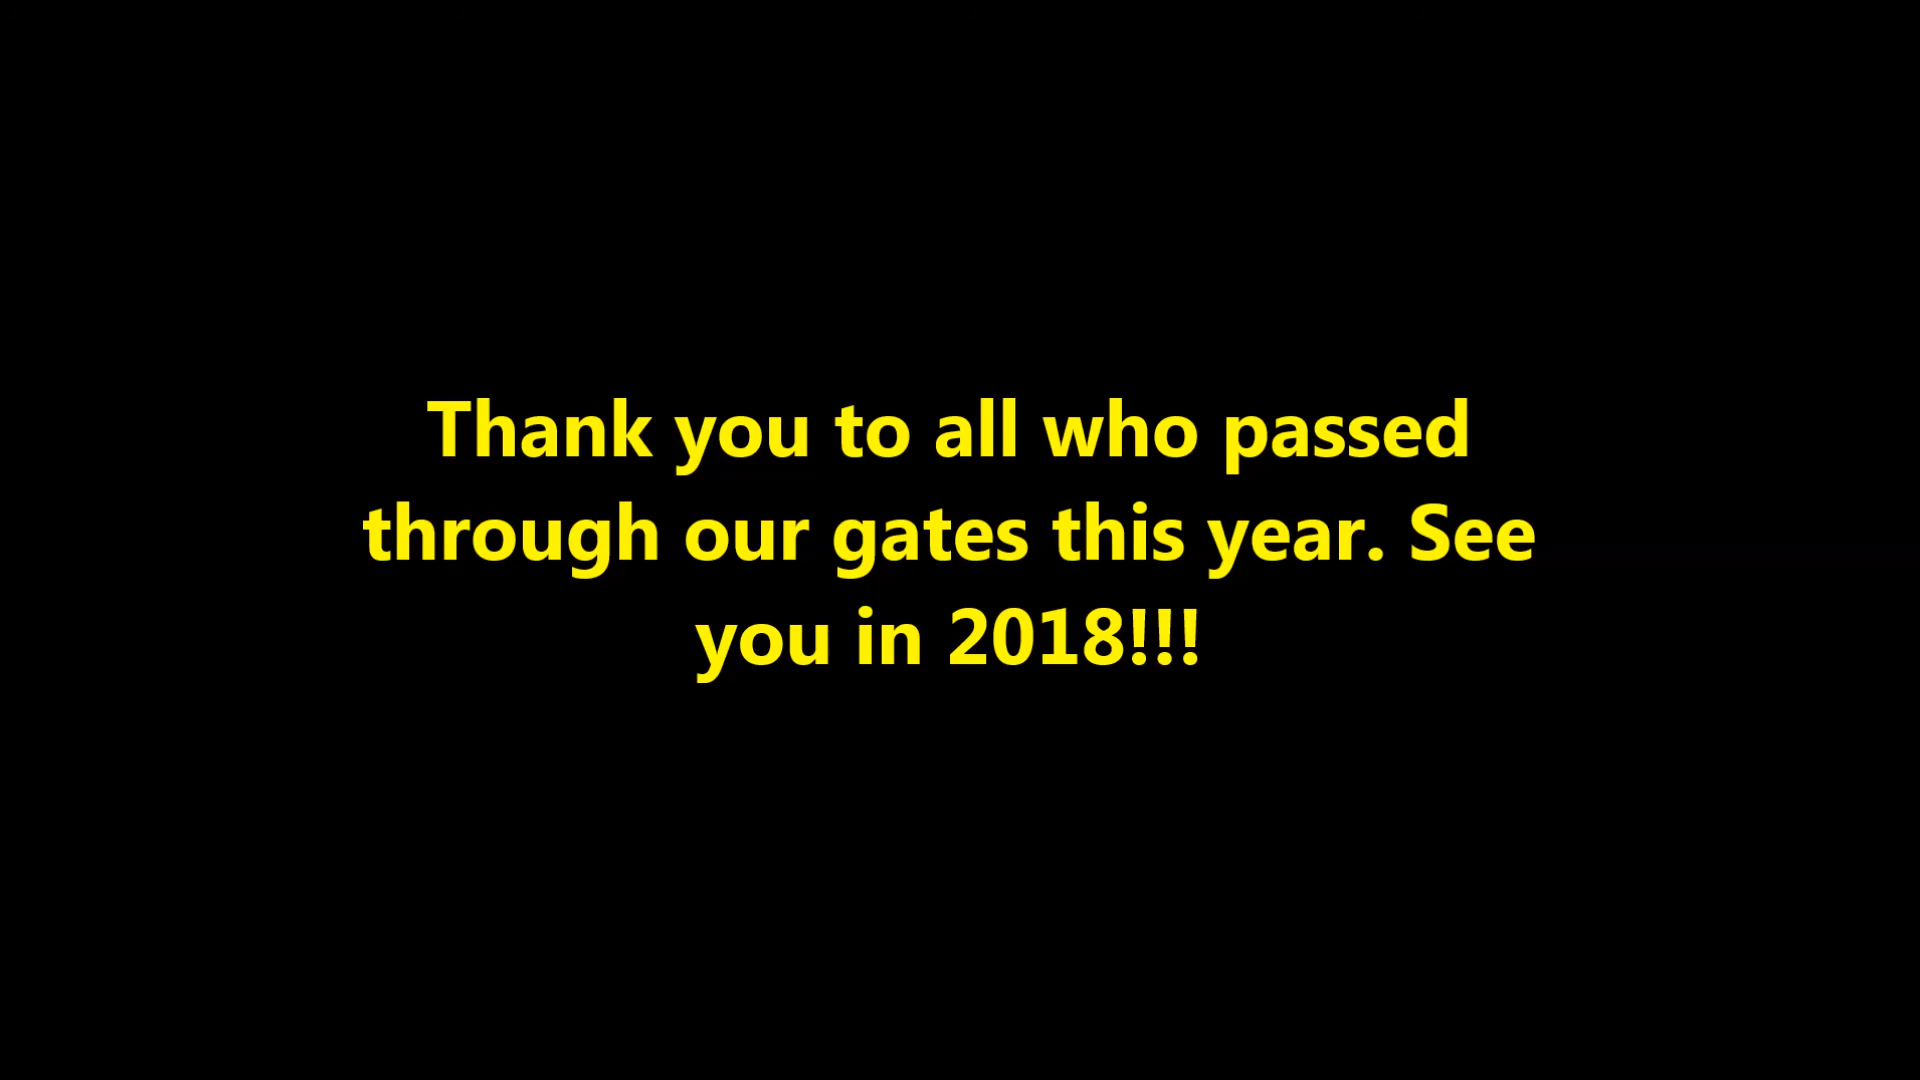 Thank you to all who passed
through our gates this year. See
you in 2018!!!